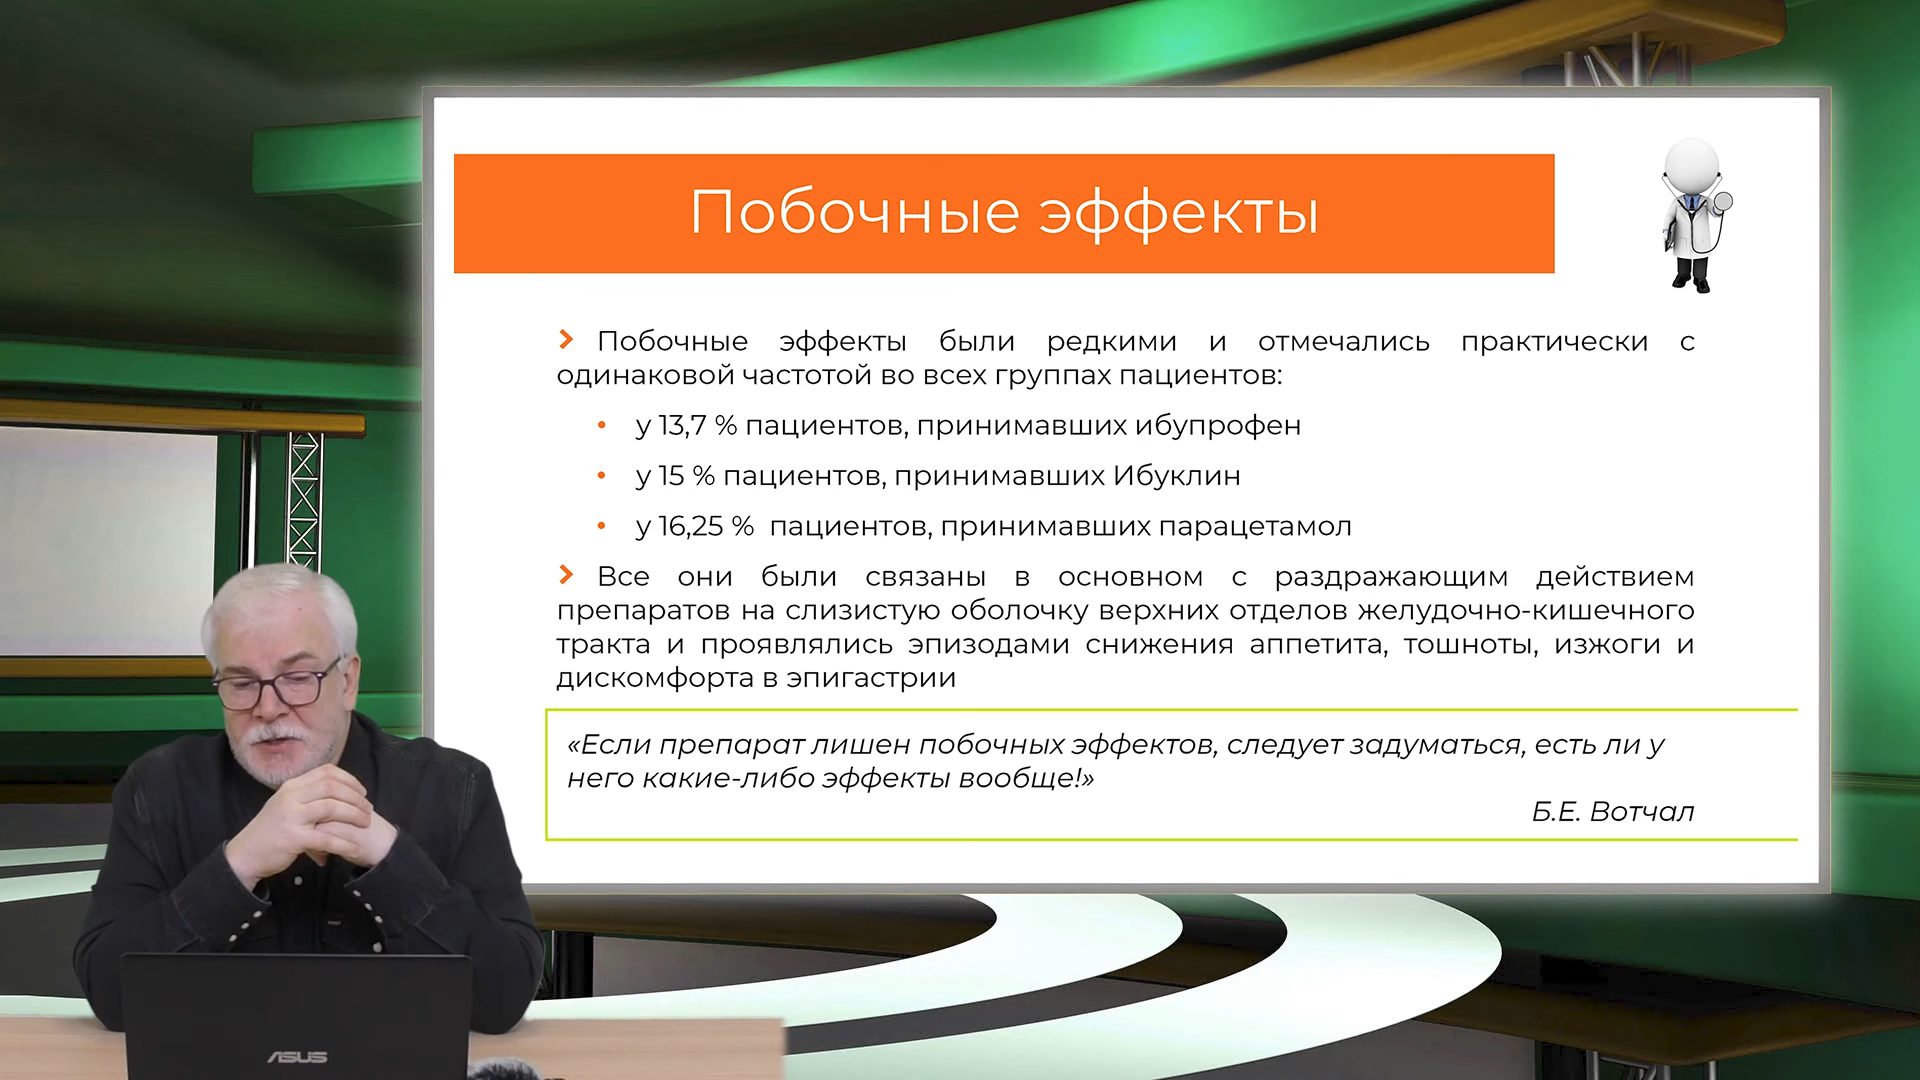 Побочные эффекты
Побочные эффекты были редкими и отмечались практически с
одинаковой частотой во всех группах пациентов:
• у 13,7 % пациентов, принимавших ибупрофен
• у 15 % пациентов, принимавших Ибуклин
• у 16,25 % пациентов, принимавших парацетамол
Все они были связаны в основном с раздражающим действием
препаратов на слизистую оболочку верхних отделов желудочно-кишечного
тракта и проявлялись эпизодами снижения аппетита, тошноты, изжоги и
дискомфорта в эпигастрии
«Если препарат лишен побочных эффектов, следует задуматься, есть ли у
него какие-либо эффекты вообще!»
Б.Е. Вотчал
ASUS